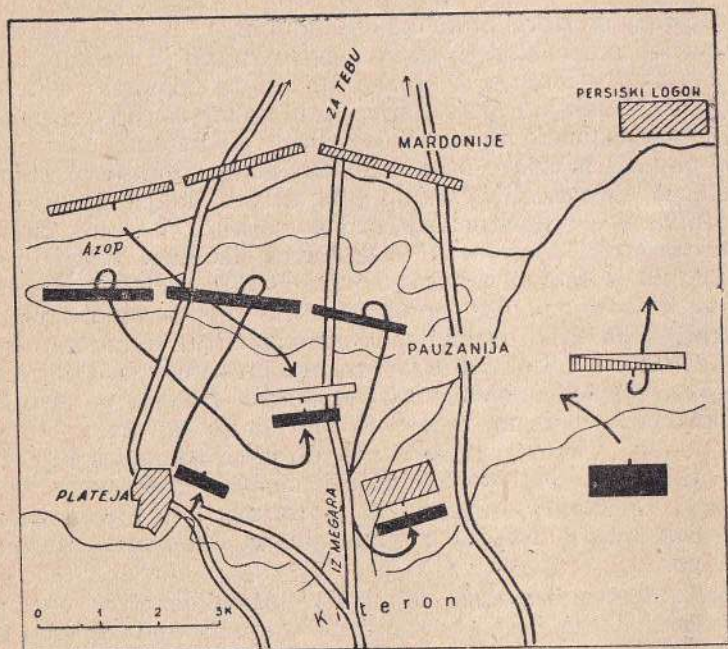 ZA TEBU
PERSISKI LOGOR
MARDONIJE
Azop
PAUZANIJA
PLATEJA
IZ MEGARA
Kiteron
0 1 2 3K